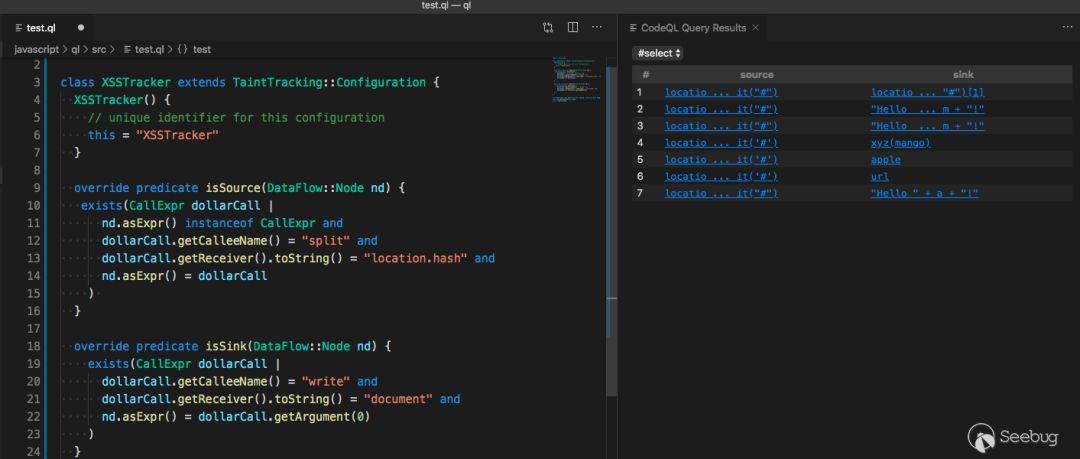 test.ql — ql
test.ql
CodeQL Query Results
javascript > ql > src > test.ql > {} test
#select
2
3 class XSSTracker extends TaintTracking::Configuration {
4 XSSTracker() {
5 // unique identifier for this configuration
6 this = "XSSTracker"
7 }
8
9 override predicate isSource(DataFlow::Node nd) {
10 exists(CallExpr dollarCall |
11 nd.asExpr() instanceof CallExpr and
12 dollarCall.getCalleeName() = "split" and
13 dollarCall.getReceiver().toString() = "location.hash" and
14 nd.asExpr() = dollarCall
15 )
16 }
17
18 override predicate isSink(DataFlow::Node nd) {
19 exists(CallExpr dollarCall |
20 dollarCall.getCalleeName() = "write" and
21 dollarCall.getReceiver().toString() = "document" and
22 nd.asExpr() = dollarCall.getArgument(0)
23 )
24 }
# source sink
1 locatio ... it("#") locatio ... "#")[1]
2 locatio ... it("#") "Hello ... m + "!"
3 locatio ... it("#") "Hello ... m + "!"
4 locatio ... it('#') xyz(mango)
5 locatio ... it('#') apple
6 locatio ... it('#') url
7 locatio ... it("#") "Hello " + a + "!"
Seebug